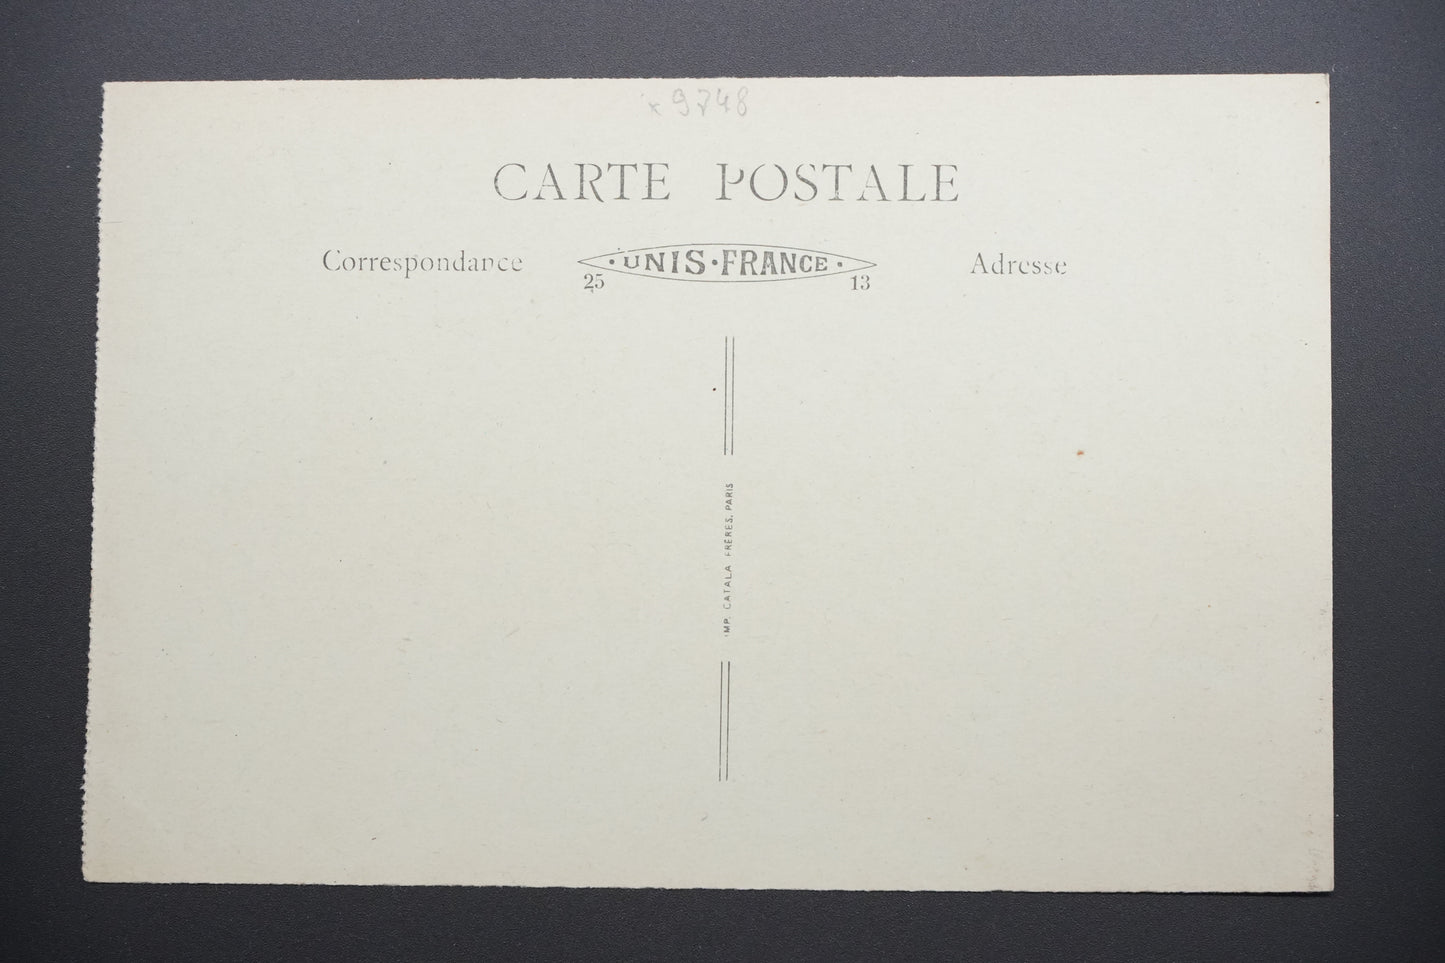 x 9748
CARTE POSTALE
Correspondance
· UNIS · FRANCE ·
25 13
Adresse
IMP. CATALA FRÈRES, PARIS